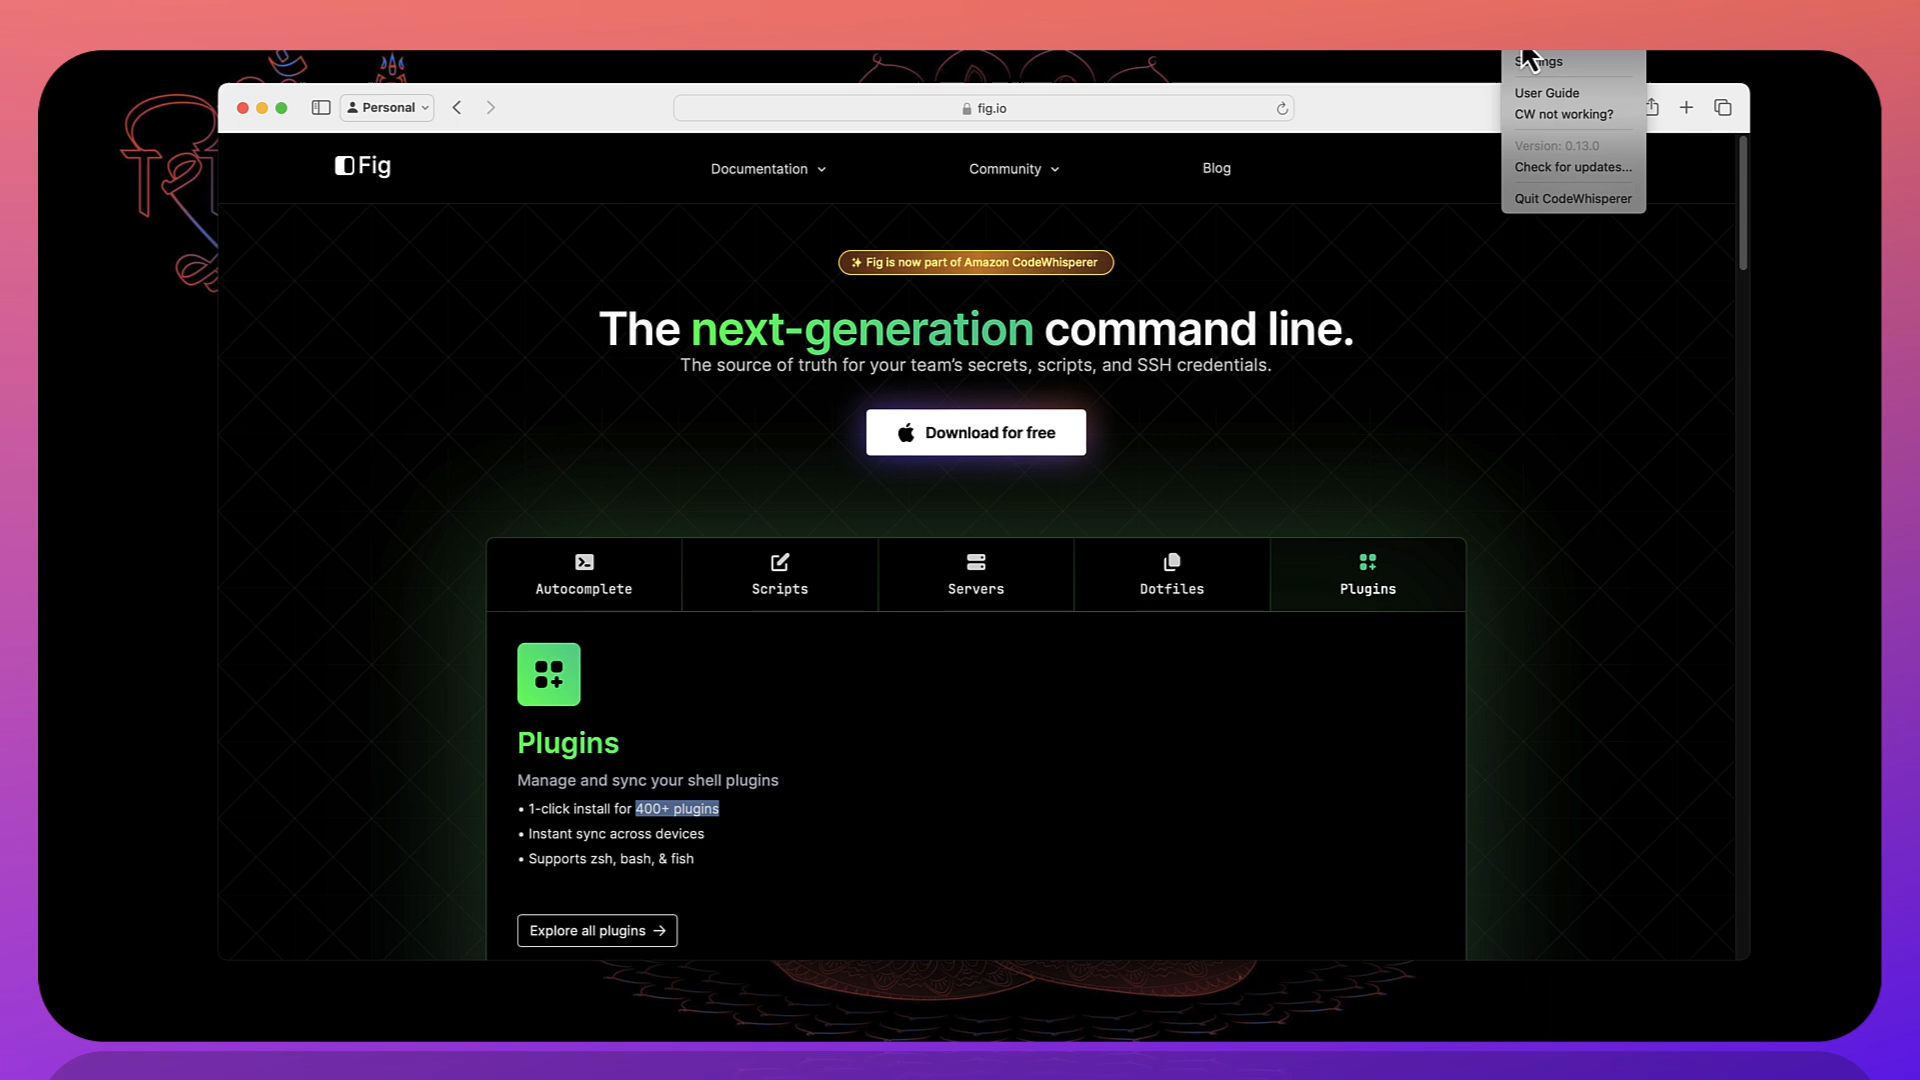 Settings
User Guide
CW not working?
Version: 0.13.0
Check for updates...
Quit CodeWhisperer
Personal
fig.io
Fig
Documentation
Community
Blog
Fig is now part of Amazon CodeWhisperer
The next-generation command line.
The source of truth for your team’s secrets, scripts, and SSH credentials.
Download for free
Autocomplete
Scripts
Servers
Dotfiles
Plugins
Plugins
Manage and sync your shell plugins
• 1-click install for 400+ plugins
• Instant sync across devices
• Supports zsh, bash, & fish
Explore all plugins →